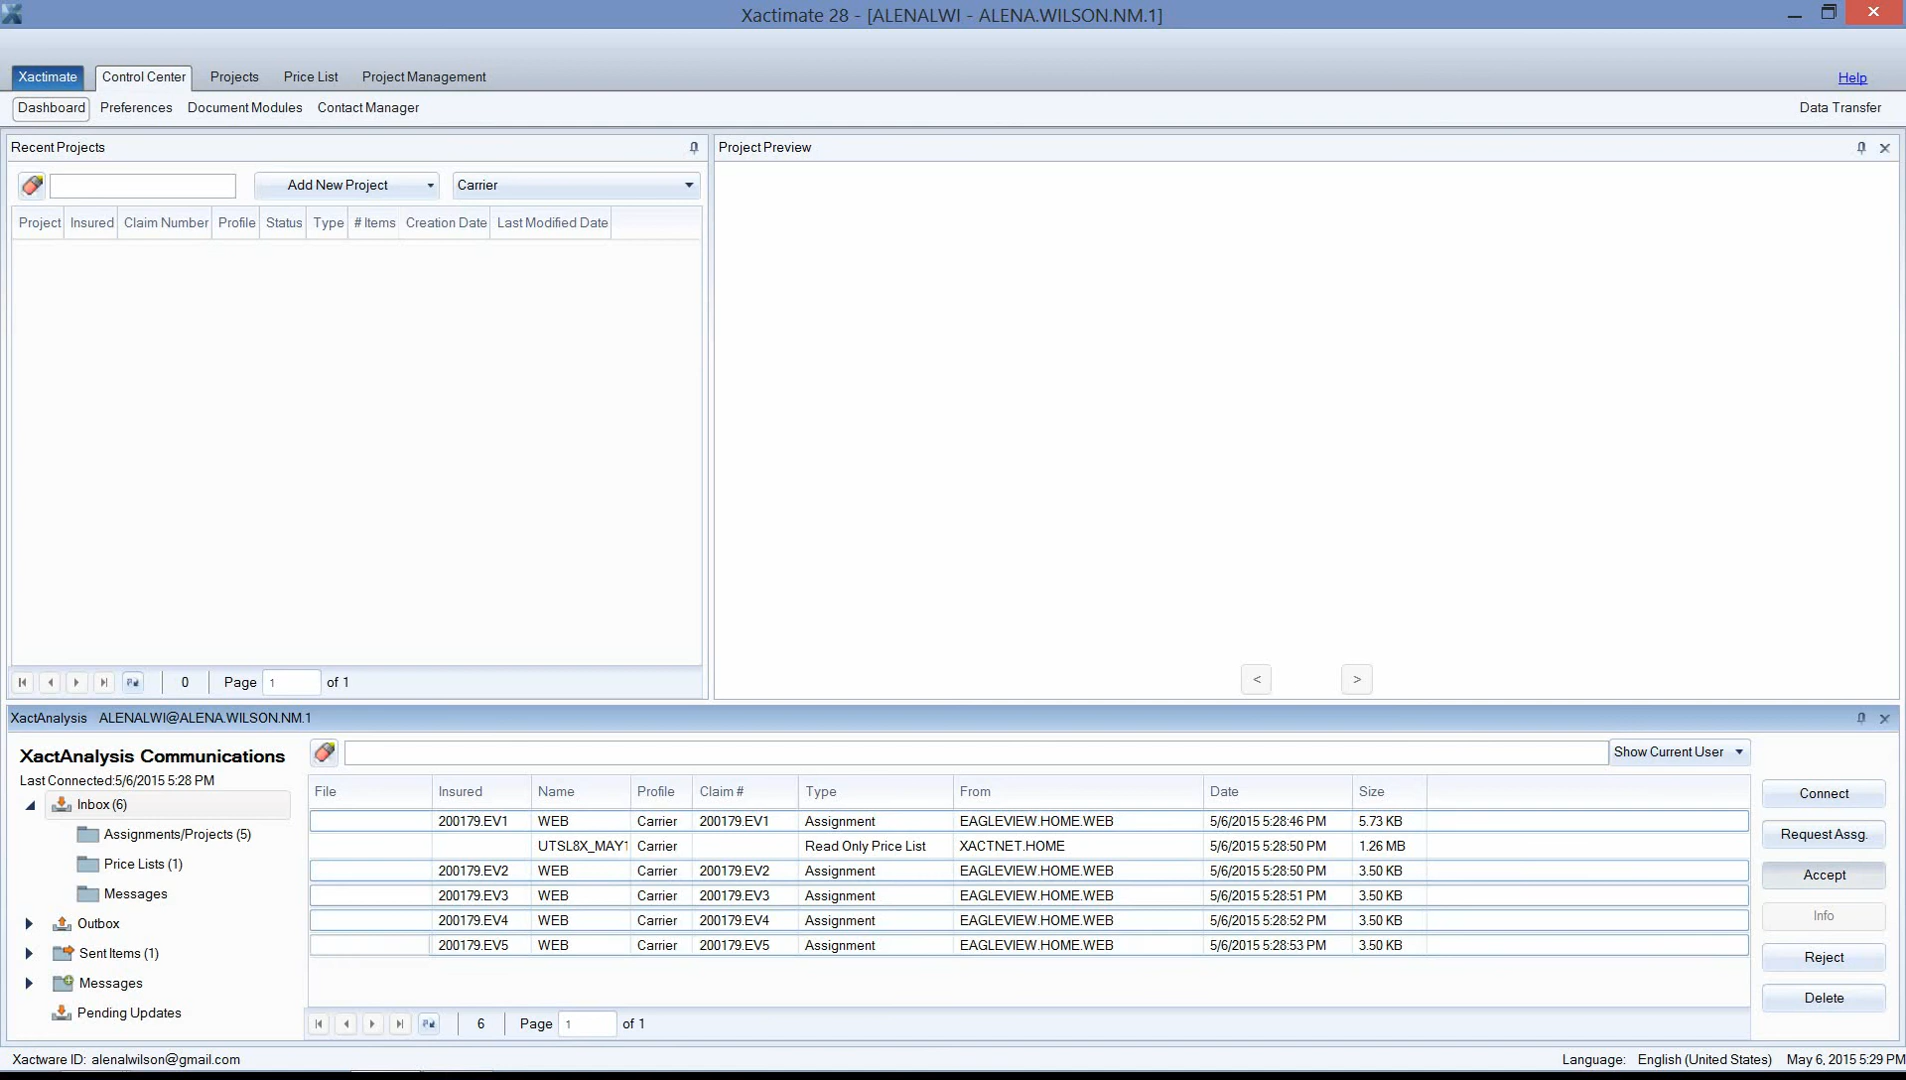 Xactimate 28 - [ALENALWI - ALENA.WILSON.NM.1]
Xactimate Control Center Projects Price List Project Management Help
Dashboard Preferences Document Modules Contact Manager Data Transfer
Recent Projects
Project Preview
Add New Project Carrier
Project Insured Claim Number Profile Status Type # Items Creation Date Last Modified Date
0 Page 1 of 1
< >
XactAnalysis ALENALWI@ALENA.WILSON.NM.1
XactAnalysis Communications
Last Connected:5/6/2015 5:28 PM
Inbox (6)
Assignments/Projects (5)
Price Lists (1)
Messages
Outbox
Sent Items (1)
Messages
Pending Updates
Show Current User
File Insured Name Profile Claim # Type From Date Size
200179.EV1 WEB Carrier 200179.EV1 Assignment EAGLEVIEW.HOME.WEB 5/6/2015 5:28:46 PM 5.73 KB
UTSL8X_MAY1 Carrier Read Only Price List XACTNET.HOME 5/6/2015 5:28:50 PM 1.26 MB
200179.EV2 WEB Carrier 200179.EV2 Assignment EAGLEVIEW.HOME.WEB 5/6/2015 5:28:50 PM 3.50 KB
200179.EV3 WEB Carrier 200179.EV3 Assignment EAGLEVIEW.HOME.WEB 5/6/2015 5:28:51 PM 3.50 KB
200179.EV4 WEB Carrier 200179.EV4 Assignment EAGLEVIEW.HOME.WEB 5/6/2015 5:28:52 PM 3.50 KB
200179.EV5 WEB Carrier 200179.EV5 Assignment EAGLEVIEW.HOME.WEB 5/6/2015 5:28:53 PM 3.50 KB
6 Page 1 of 1
Connect
Request Assg.
Accept
Info
Reject
Delete
Xactware ID: alenalwilson@gmail.com Language: English (United States) May 6, 2015 5:29 PM